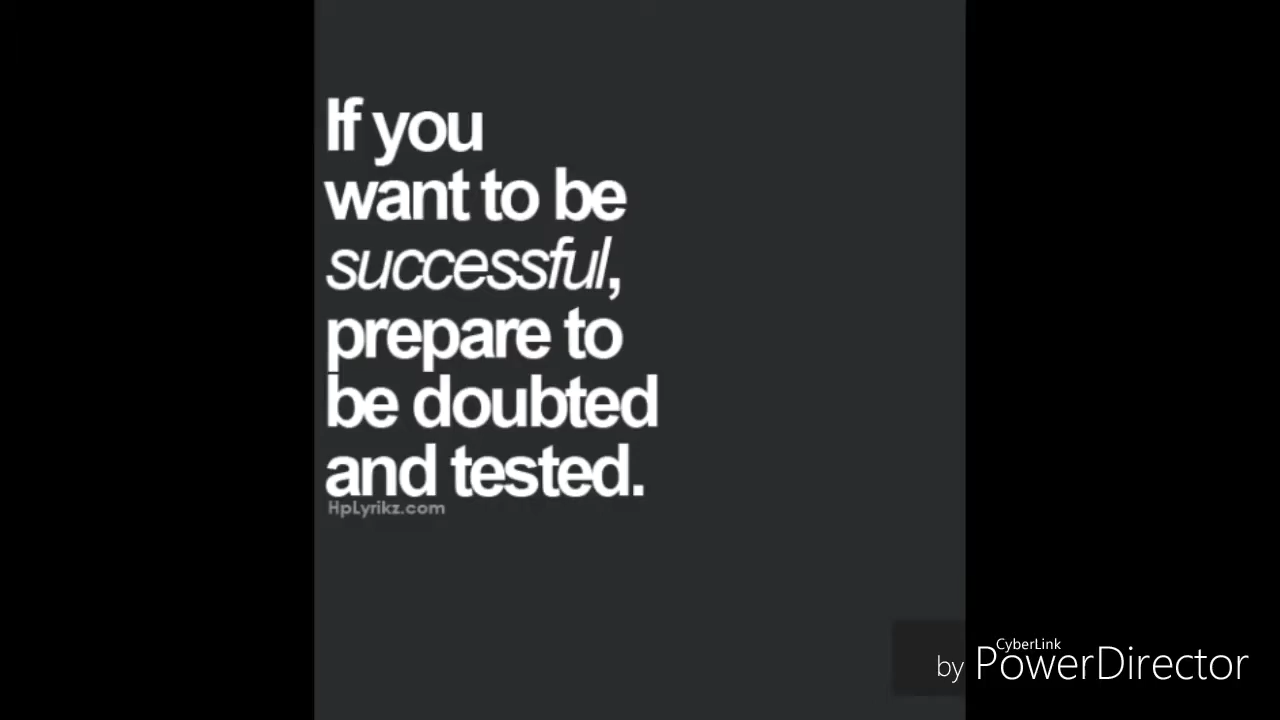 If you
want to be
successful,
prepare to
be doubted
and tested.
HpLyrikz.com
CyberLink
by PowerDirector